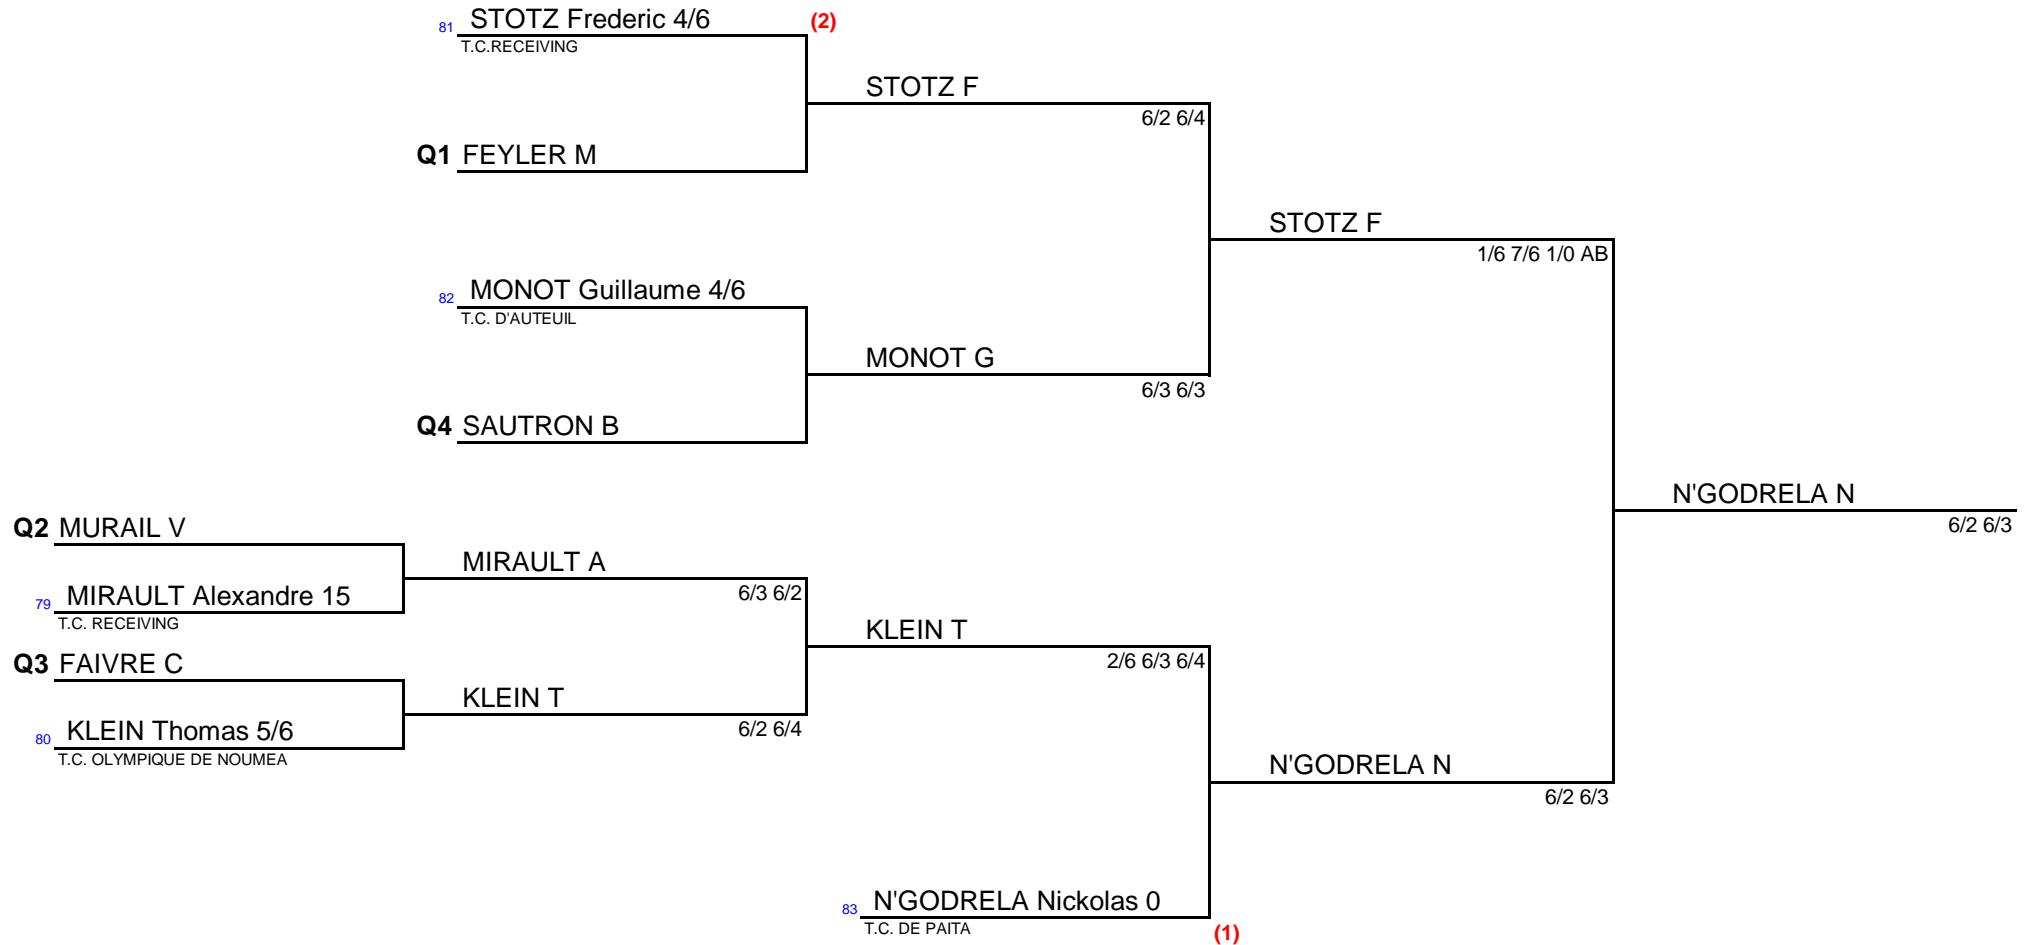 81 STOTZ Frederic 4/6 (2)
T.C.RECEIVING
STOTZ F
6/2 6/4
Q1 FEYLER M
STOTZ F
1/6 7/6 1/0 AB
82 MONOT Guillaume 4/6
T.C. D'AUTEUIL
MONOT G
6/3 6/3
Q4 SAUTRON B
N'GODRELA N
6/2 6/3
Q2 MURAIL V
MIRAULT A
6/3 6/2
79 MIRAULT Alexandre 15
T.C. RECEIVING
KLEIN T
2/6 6/3 6/4
Q3 FAIVRE C
KLEIN T
6/2 6/4
80 KLEIN Thomas 5/6
T.C. OLYMPIQUE DE NOUMEA
N'GODRELA N
6/2 6/3
83 N'GODRELA Nickolas 0
T.C. DE PAITA
(1)